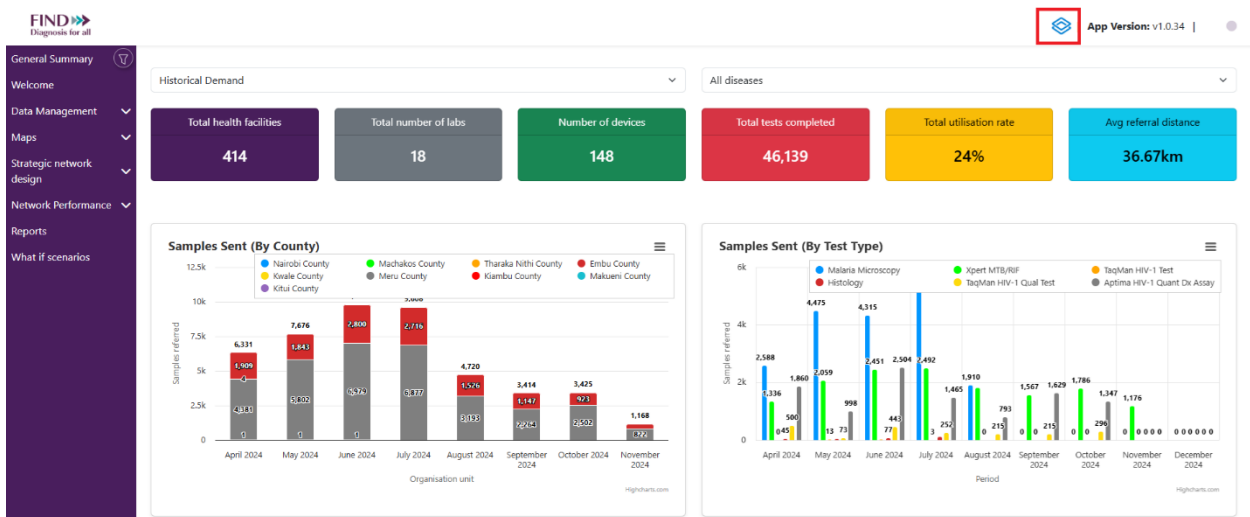 FIND
Diagnosis for all
App Version: v1.0.34 |
General Summary
Welcome
Data Management
Maps
Strategic network
design
Network Performance
Reports
What if scenarios
Historical Demand
All diseases
Total health facilities
414
Total number of labs
18
Number of devices
148
Total tests completed
46,139
Total utilisation rate
24%
Avg referral distance
36.67km
Samples Sent (By County)
Nairobi County
Machakos County
Tharaka Nithi County
Embu County
Kwale County
Meru County
Kiambu County
Makueni County
Kitui County
12.5k
10k
7.5k
5k
2.5k
0
Samples referred
6,331
1,909
4
4,381
1
7,676
1,843
5,802
1
2,800
6,979
1
2,716
6,877
4,720
1,526
3,193
3,414
1,147
2,264
3,425
923
2,502
1,168
822
April 2024
May 2024
June 2024
July 2024
August 2024
September
2024
October 2024
November
2024
Organisation unit
Highcharts.com
Samples Sent (By Test Type)
Malaria Microscopy
Xpert MTB/RIF
TaqMan HIV-1 Test
Histology
TaqMan HIV-1 Qual Test
Aptima HIV-1 Quant Dx Assay
6k
4k
2k
0
Samples referred
2,588
1,336
0
45
500
1,860
4,475
2,059
13
73
998
4,315
2,451
77
443
2,504
2,492
3
252
1,465
1,910
0
215
793
1,567
0
0
215
1,629
1,786
0
0
296
1,347
1,176
0 0 0 0
0 0 0 0 0 0
April 2024
May 2024
June 2024
July 2024
August 2024
September
2024
October
2024
November
2024
December
2024
Period
Highcharts.com